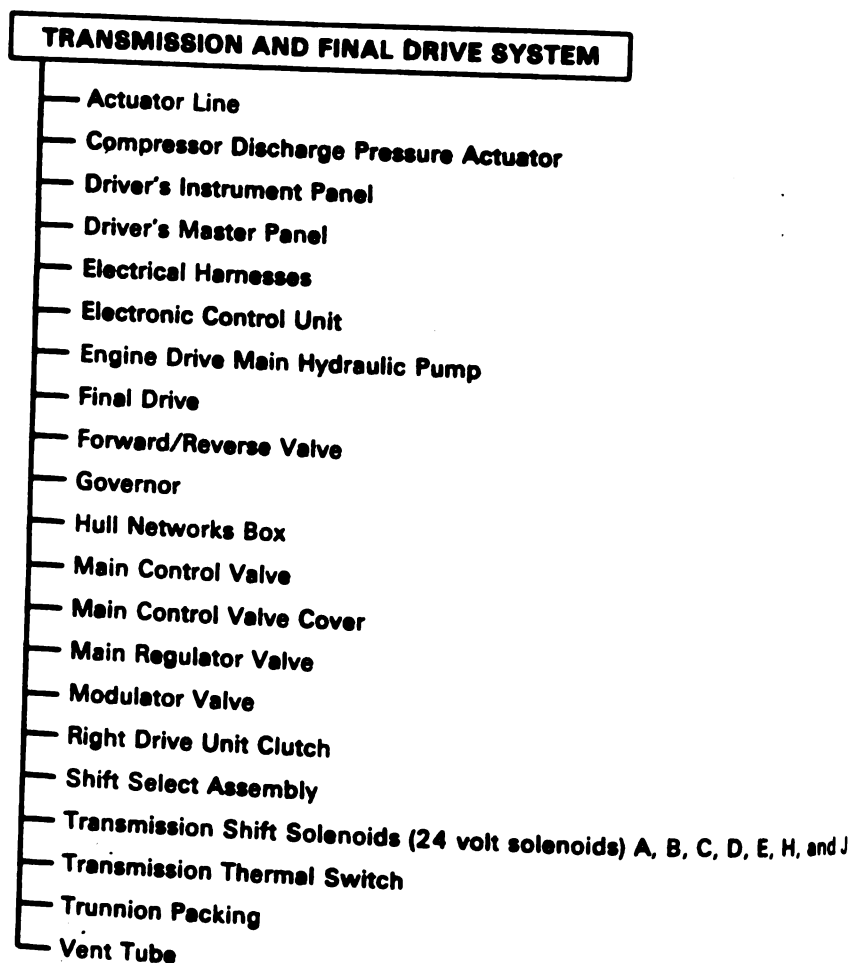 TRANSMISSION AND FINAL DRIVE SYSTEM
Actuator Line
Compressor Discharge Pressure Actuator
Driver's Instrument Panel
Driver's Master Panel
Electrical Harnesses
Electronic Control Unit
Engine Drive Main Hydraulic Pump
Final Drive
Forward/Reverse Valve
Governor
Hull Networks Box
Main Control Valve
Main Control Valve Cover
Main Regulator Valve
Modulator Valve
Right Drive Unit Clutch
Shift Select Assembly
Transmission Shift Solenoids (24 volt solenoids) A, B, C, D, E, H, and J
Transmission Thermal Switch
Trunnion Packing
Vent Tube